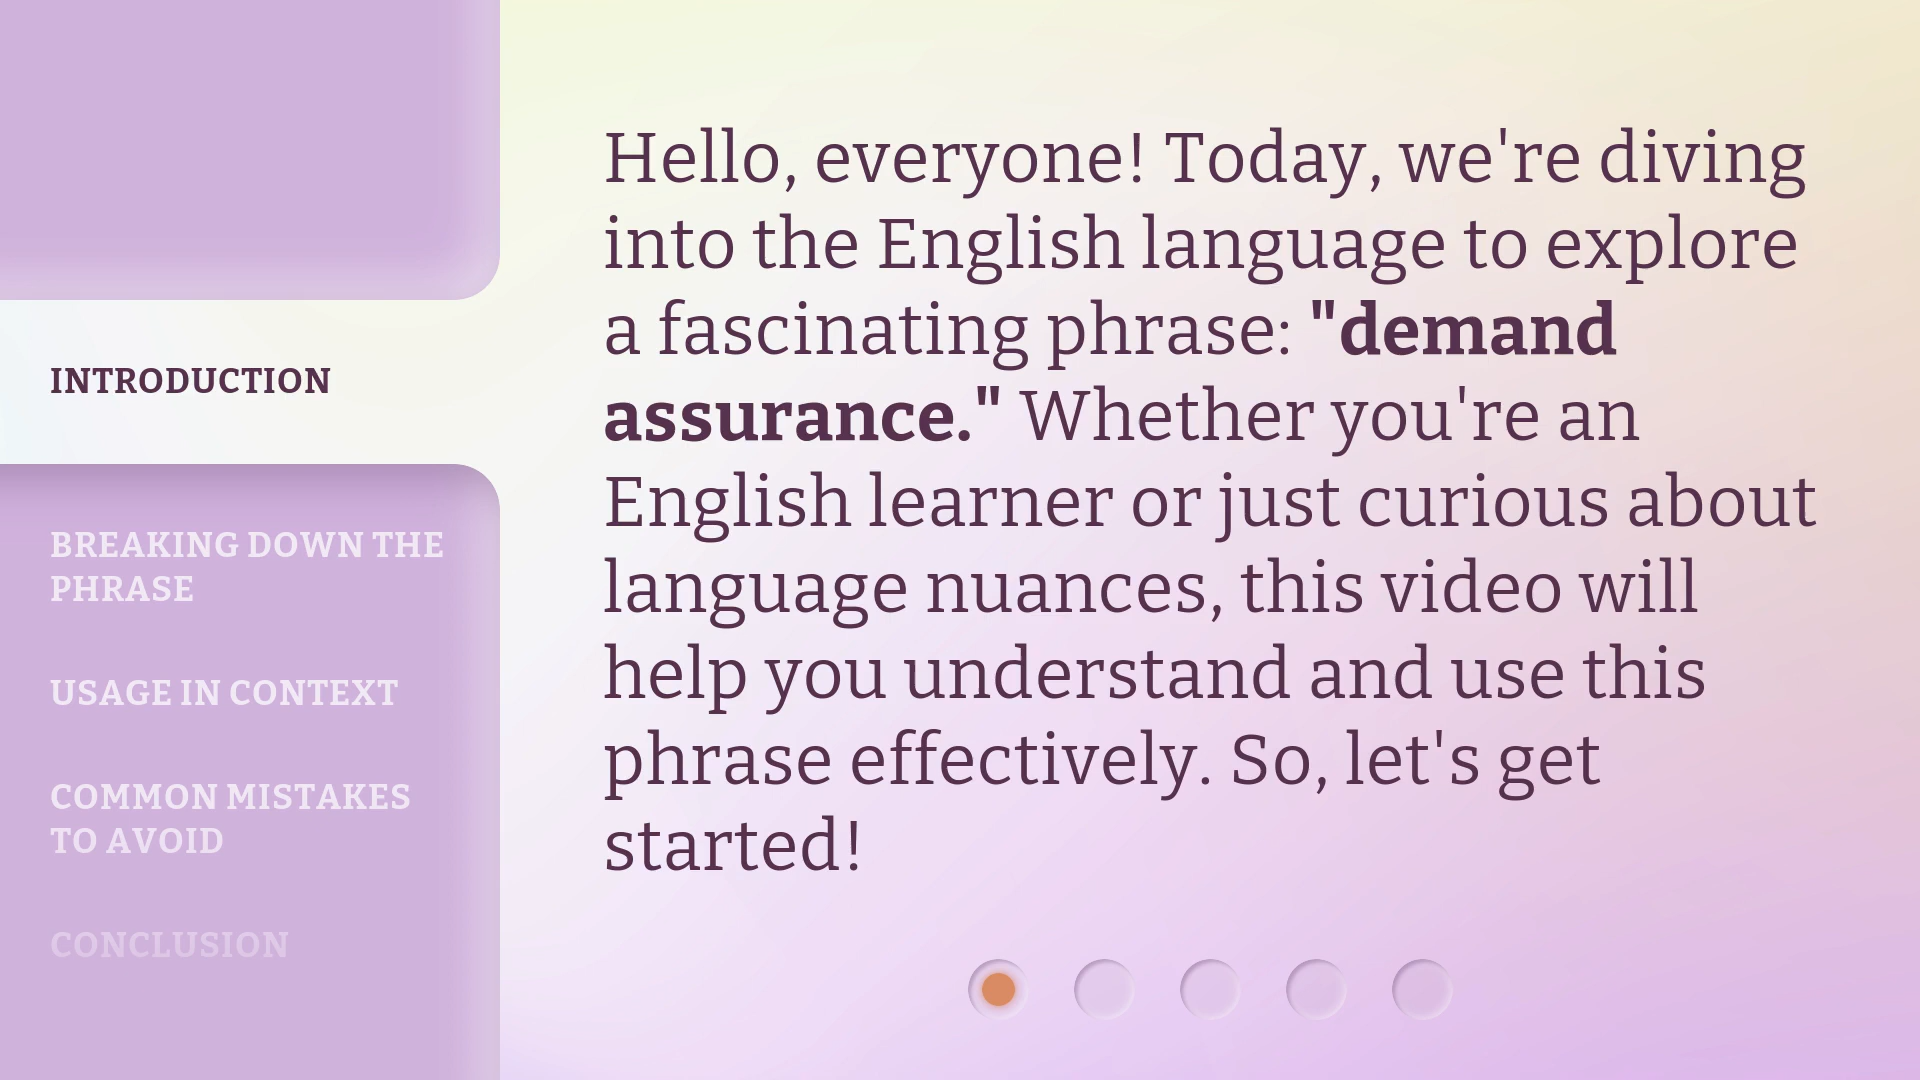 INTRODUCTION
BREAKING DOWN THE
PHRASE
USAGE IN CONTEXT
COMMON MISTAKES
TO AVOID
CONCLUSION
Hello, everyone! Today, we're diving
into the English language to explore
a fascinating phrase: "demand
assurance." Whether you're an
English learner or just curious about
language nuances, this video will
help you understand and use this
phrase effectively. So, let's get
started!